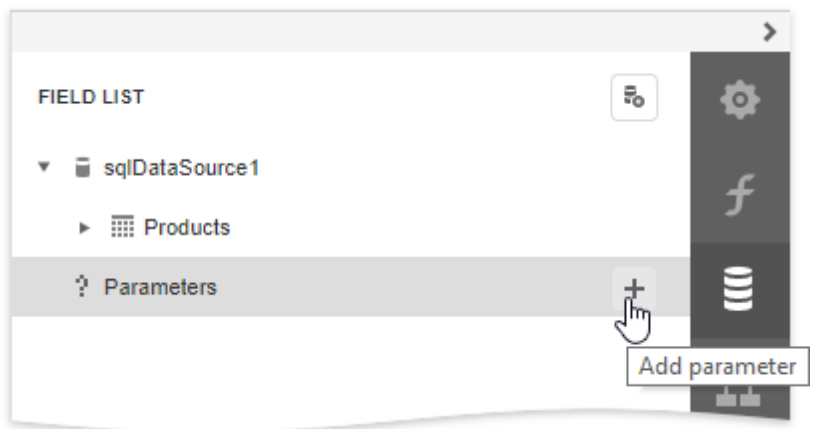 FIELD LIST
sqlDataSource1
Products
Parameters
Add parameter